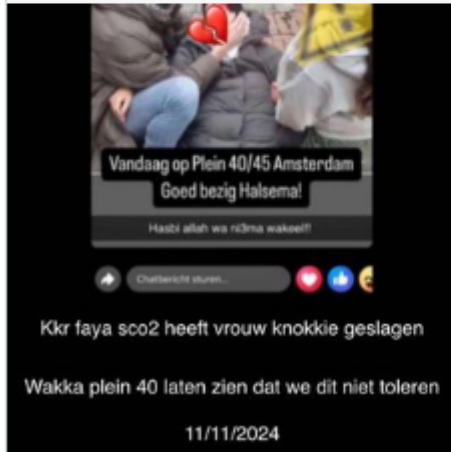 Vandaag op Plein 40/45 Amsterdam
Goed bezig Halsema!
Hasbi allah wa ni3ma wakeel!!
Chatbericht sturen...
Kkr faya sco2 heeft vrouw knokkie geslagen
Wakka plein 40 laten zien dat we dit niet toleren
11/11/2024